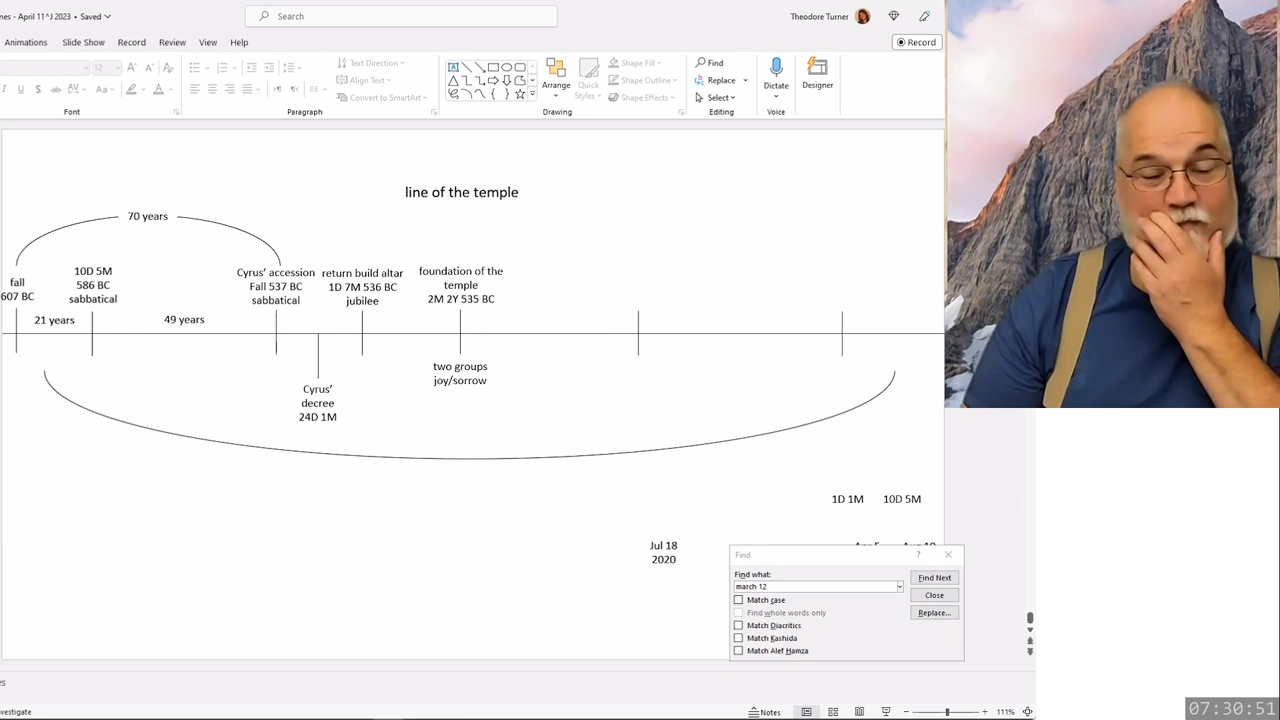 nes - April 11^J 2023 • Saved
Search
Theodore Turner
Animations
Slide Show
Record
Review
View
Help
Record
12
Text Direction
Align Text
Convert to SmartArt
Arrange
Quick
Styles
Shape Fill
Shape Outline
Shape Effects
Find
Replace
Select
Dictate
Designer
Font
Paragraph
Drawing
Editing
Voice
line of the temple
70 years
fall
607 BC
10D 5M
586 BC
sabbatical
Cyrus' accession
Fall 537 BC
sabbatical
return build altar
1D 7M 536 BC
jubilee
foundation of the
temple
2M 2Y 535 BC
21 years
49 years
Cyrus'
decree
24D 1M
two groups
joy/sorrow
1D 1M
10D 5M
Jul 18
2020
Find
?
Find what:
march 12
Find Next
Close
Replace...
Match case
Find whole words only
Match Diacritics
Match Kashida
Match Alef Hamza
nvestigate
Notes
111%
07:30:51